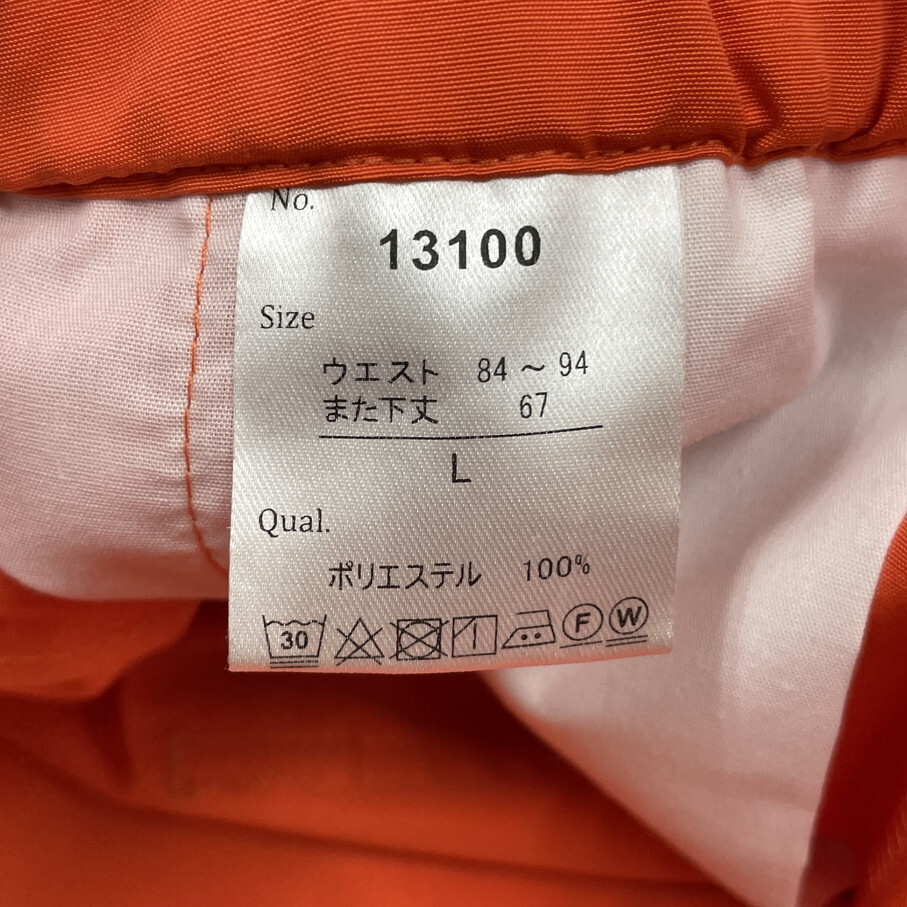 No.
13100
Size
ウエスト 84 ～ 94
また下丈 67
L
Qual.
ポリエステル 100%
30 F W